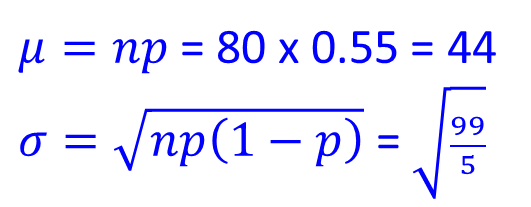 μ = np = 80 x 0.55 = 44
σ = √(np(1 − p)) = √(99/5)